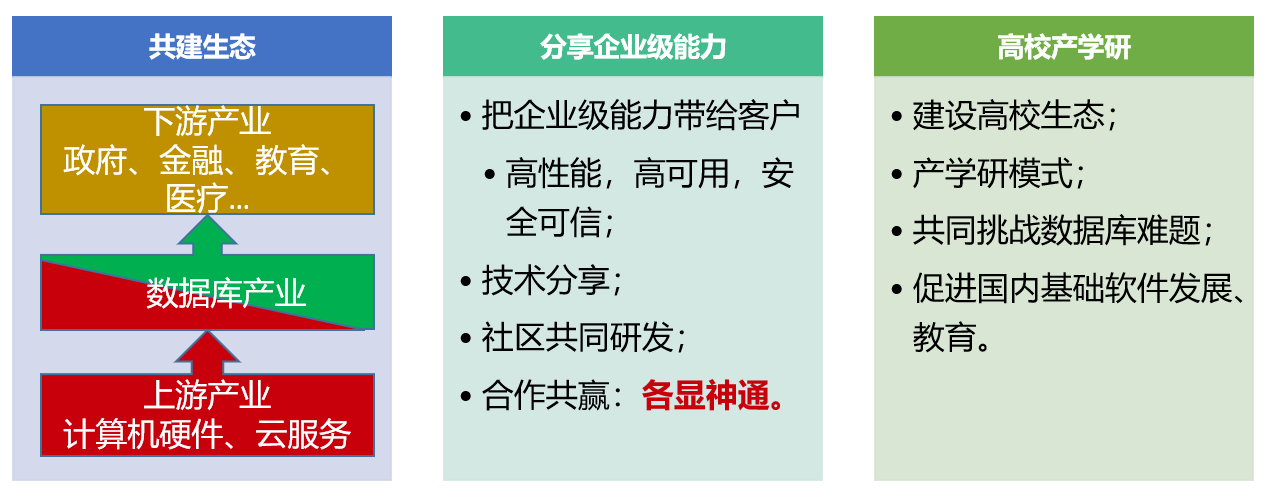 共建生态
下游产业
政府、金融、教育、
医疗...
数据库产业
上游产业
计算机硬件、云服务
分享企业级能力
• 把企业级能力带给客户
• 高性能，高可用，安
全可信；
• 技术分享；
• 社区共同研发；
• 合作共赢：各显神通。
高校产学研
• 建设高校生态；
• 产学研模式；
• 共同挑战数据库难题；
• 促进国内基础软件发展、
教育。